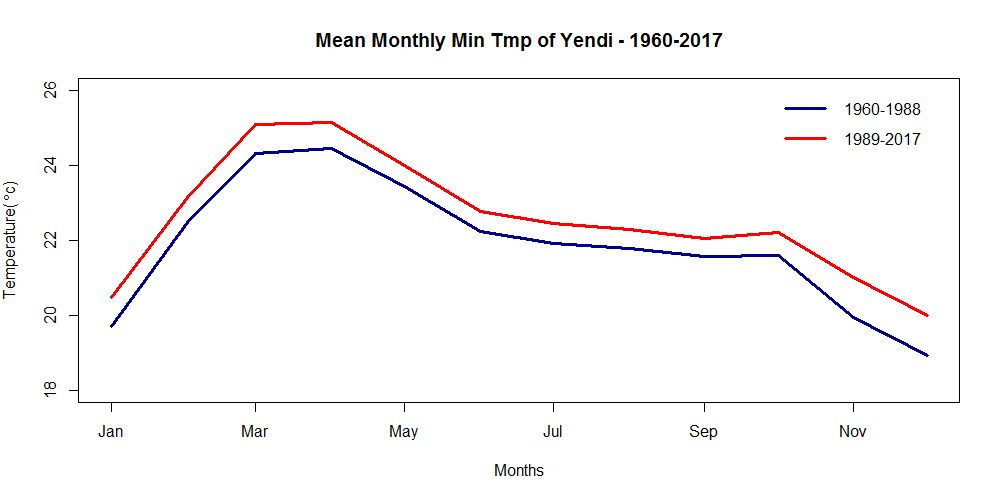 Mean Monthly Min Tmp of Yendi - 1960-2017
26
24
22
20
18
Temperature( °c)
1960-1988
1989-2017
Jan Mar May Jul Sep Nov
Months